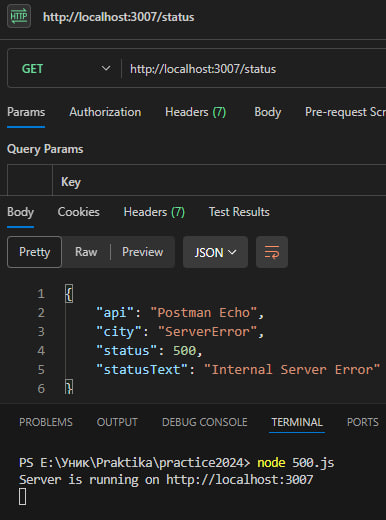 HTTP http://localhost:3007/status
GET http://localhost:3007/status
Params Authorization Headers (7) Body Pre-request Scr
Query Params
Key
Body Cookies Headers (7) Test Results
Pretty Raw Preview JSON
1 {
2 "api": "Postman Echo",
3 "city": "ServerError",
4 "status": 500,
5 "statusText": "Internal Server Error"
6 }
PROBLEMS OUTPUT DEBUG CONSOLE TERMINAL PORTS
PS E:\Уник\Praktika\practice2024> node 500.js
Server is running on http://localhost:3007